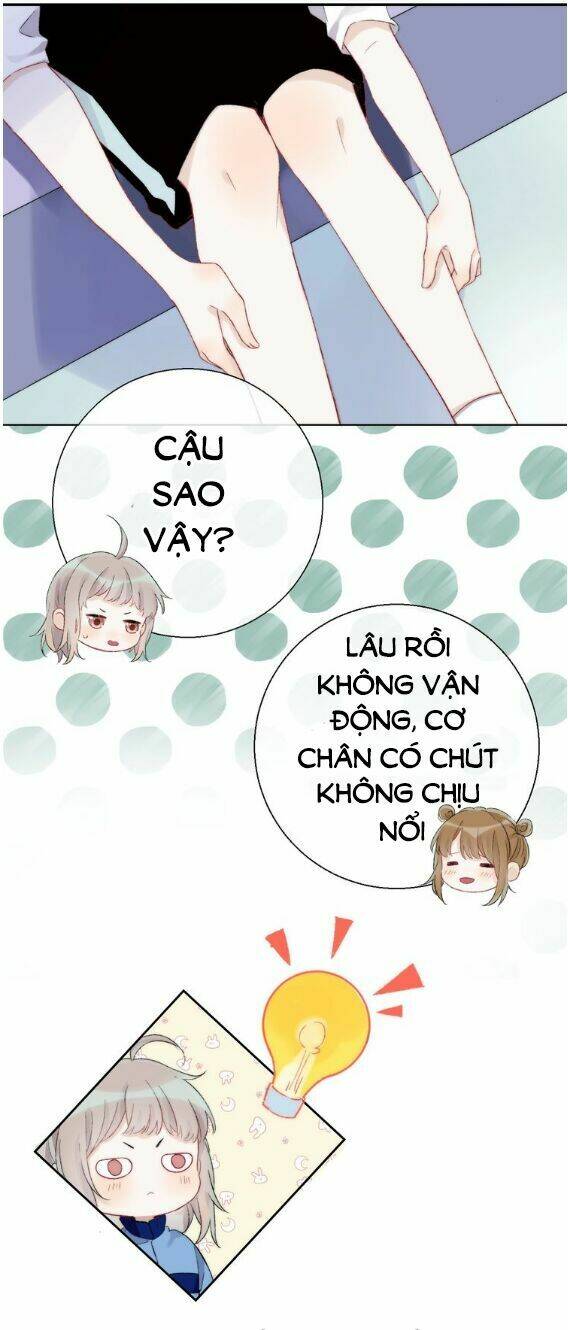 CẬU
SAO
VẬY?
LÂU RỒI
KHÔNG VẬN
ĐỘNG, CƠ
CHÂN CÓ CHÚT
KHÔNG CHỊU
NỔI